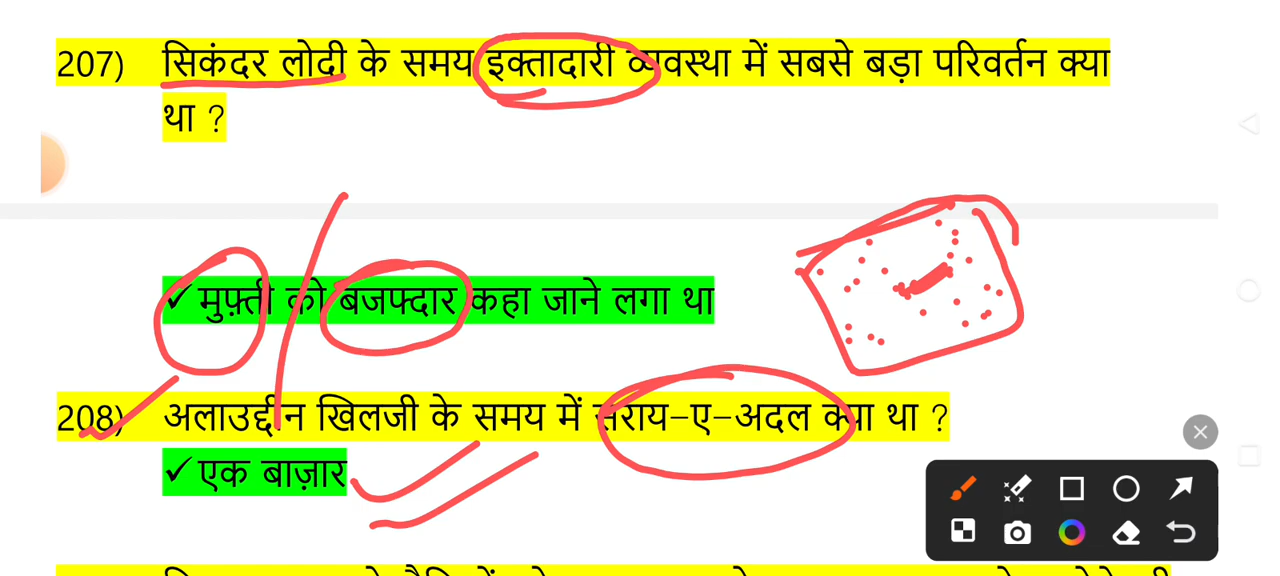 207) सिकंदर लोदी के समय इक्तादारी व्यवस्था में सबसे बड़ा परिवर्तन क्या
था ?
✓ मुफ़्ती को बजफ्दार कहा जाने लगा था
208) अलाउद्दीन खिलजी के समय में सराय-ए-अदल क्या था ?
✓ एक बाज़ार